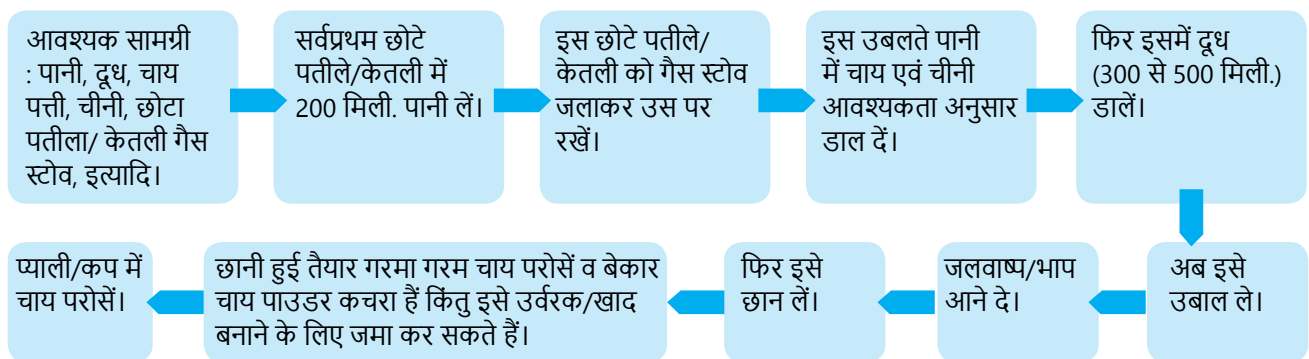 आवश्यक सामग्री
: पानी, दूध, चाय
पत्ती, चीनी, छोटा
पतीला/ केतली गैस
स्टोव, इत्यादि।
सर्वप्रथम छोटे
पतीले/केतली में
200 मिली. पानी लें।
इस छोटे पतीले/
केतली को गैस स्टोव
जलाकर उस पर
रखें।
इस उबलते पानी
में चाय एवं चीनी
आवश्यकता अनुसार
डाल दें।
फिर इसमें दूध
(300 से 500 मिली.)
डालें।
अब इसे
उबाल ले।
जलवाष्प/भाप
आने दे।
फिर इसे
छान लें।
छानी हुई तैयार गरमा गरम चाय परोसें व बेकार
चाय पाउडर कचरा हैं किंतु इसे उर्वरक/खाद
बनाने के लिए जमा कर सकते हैं।
प्याली/कप में
चाय परोसें।